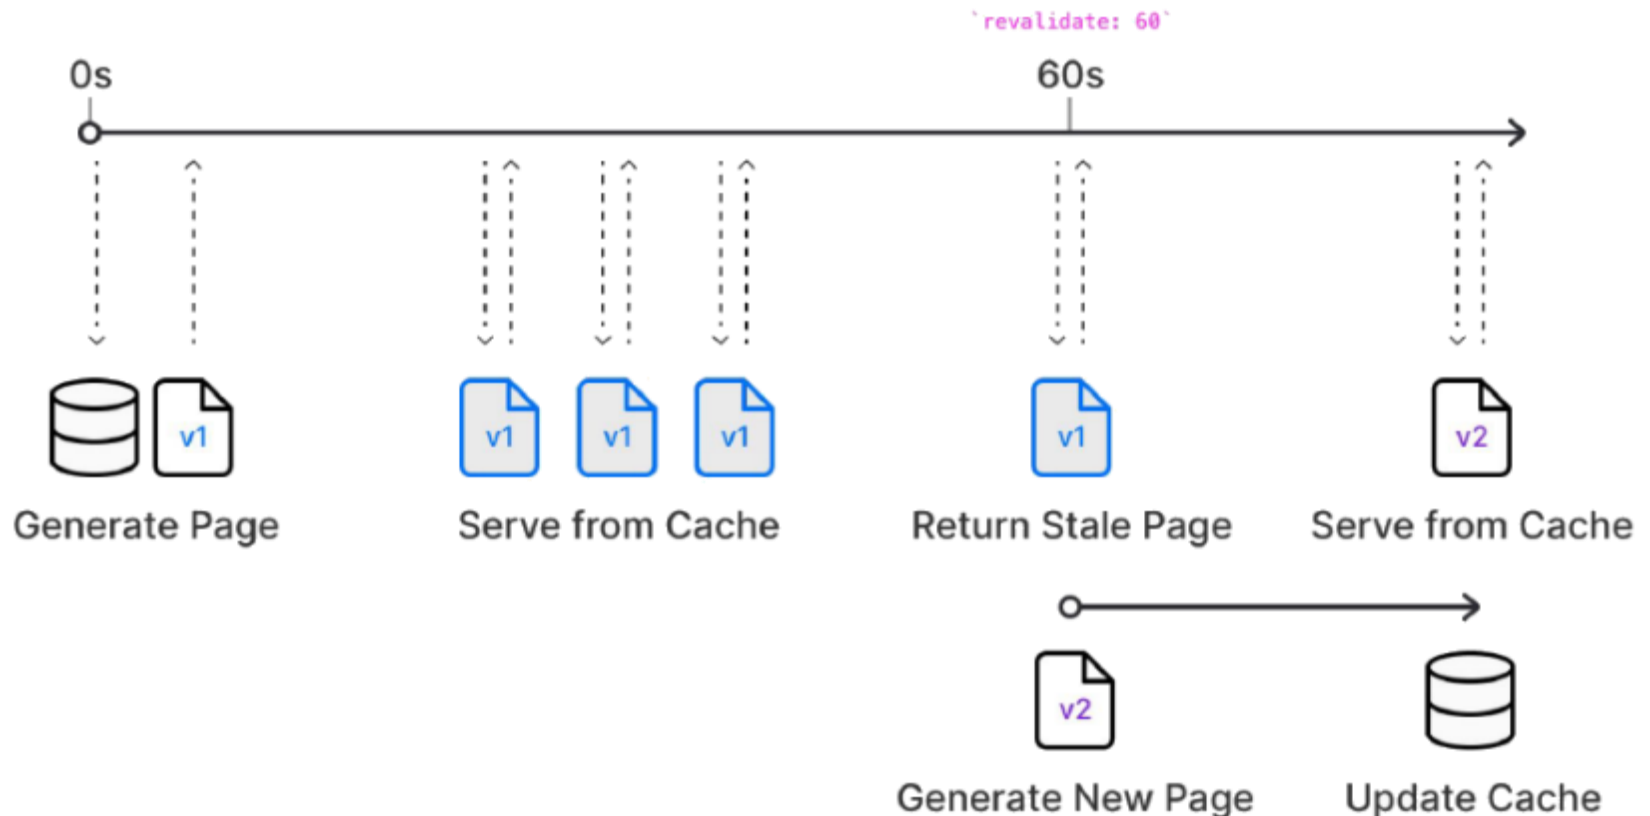 `revalidate: 60`
0s
60s
v1
v1
v1
v1
v1
v2
Generate Page
Serve from Cache
Return Stale Page
Serve from Cache
v2
Generate New Page
Update Cache